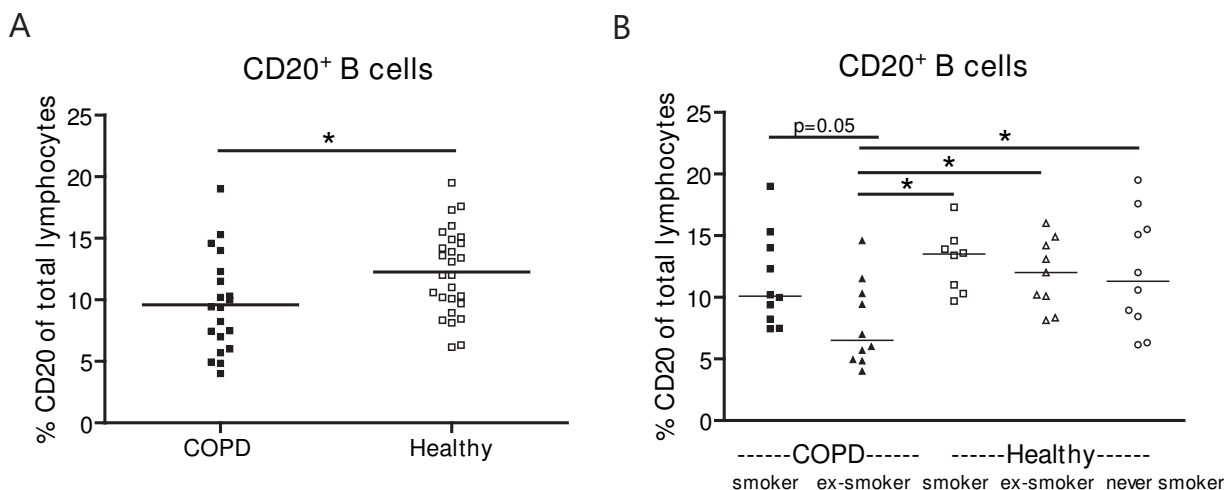 A
CD20⁺ B cells
% CD20 of total lymphocytes
25
20
15
10
5
0
*
COPD
Healthy
B
CD20⁺ B cells
% CD20 of total lymphocytes
25
20
15
10
5
0
p=0.05
*
*
*
------COPD------ ------Healthy------
smoker ex-smoker smoker ex-smoker never smoker